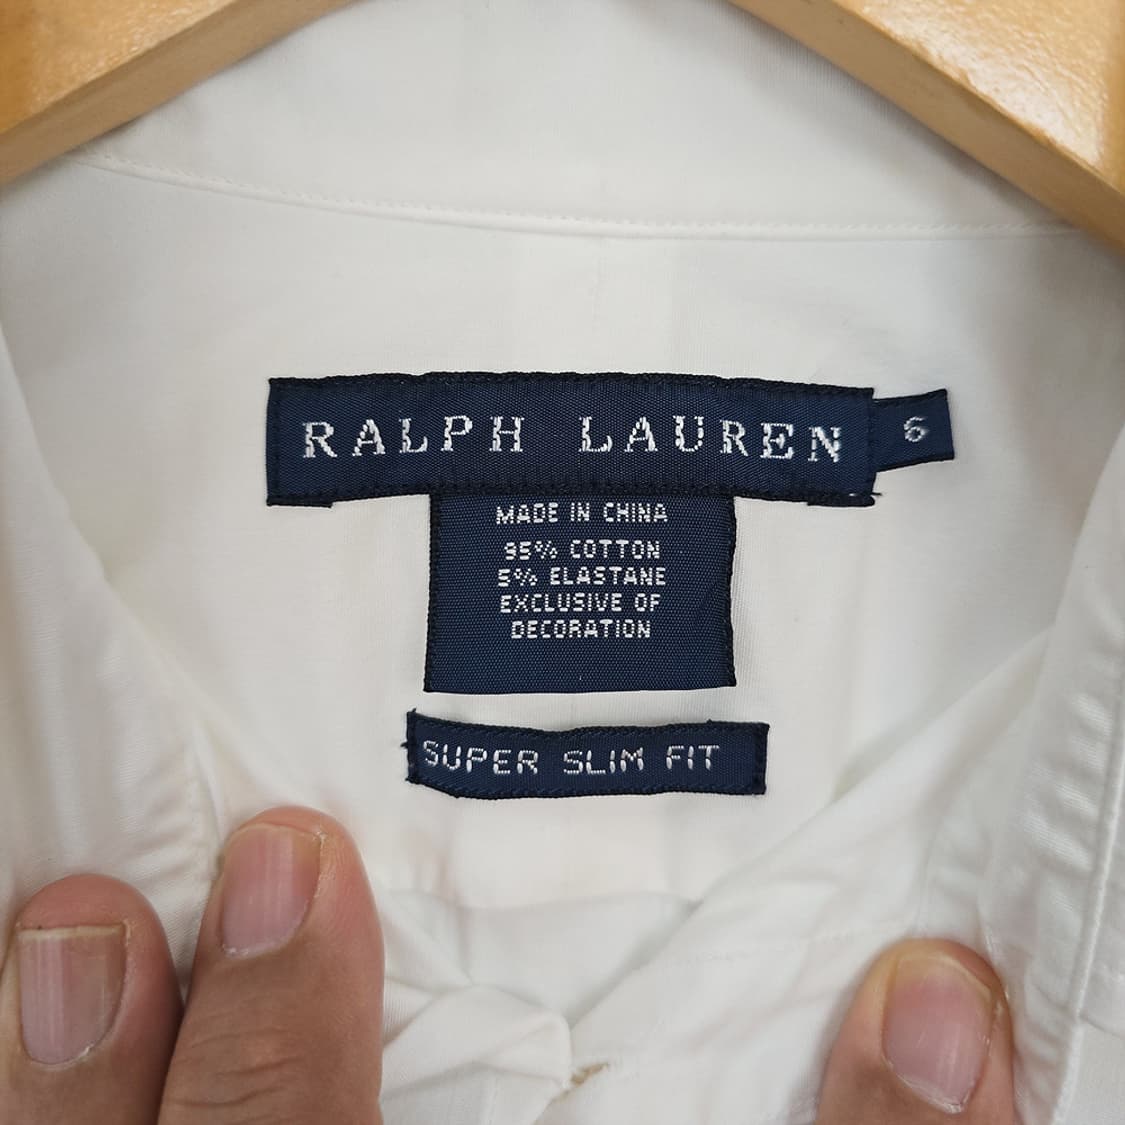 RALPH LAUREN 6
MADE IN CHINA
95% COTTON
5% ELASTANE
EXCLUSIVE OF
DECORATION
SUPER SLIM FIT